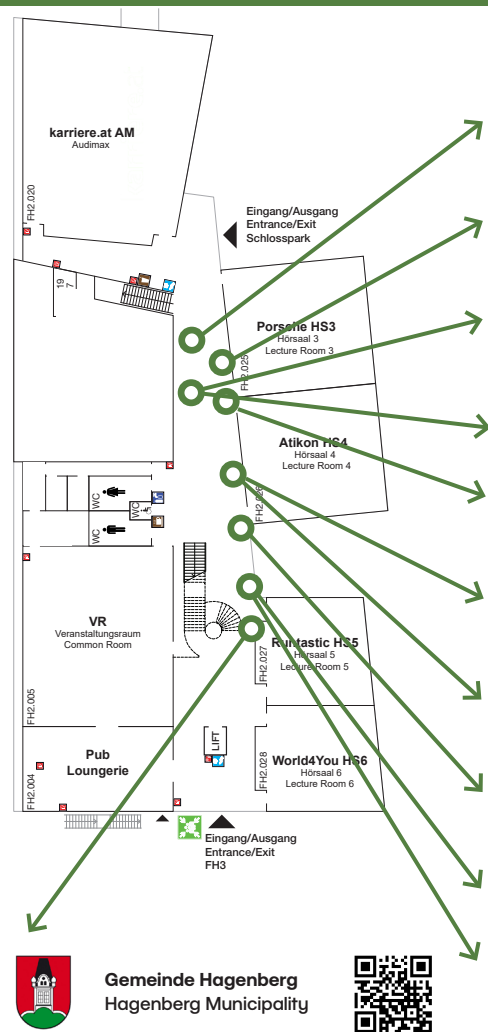 karriere.at AM
Audimax
FH2.020
Eingang/Ausgang
Entrance/Exit
Schlosspark
19
7
Porsche HS3
Hörsaal 3
Lecture Room 3
FH2.025
Atikon HS4
Hörsaal 4
Lecture Room 4
FH2.026
WC
WC
WC
VR
Veranstaltungsraum
Common Room
FH2.005
Runtastic HS5
Hörsaal 5
Lecture Room 5
FH2.027
LIFT
Pub
Loungerie
FH2.004
World4You HS6
Hörsaal 6
Lecture Room 6
FH2.028
Eingang/Ausgang
Entrance/Exit
FH3
Gemeinde Hagenberg
Hagenberg Municipality